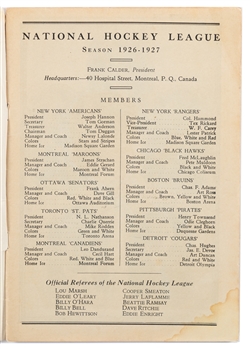 NATIONAL HOCKEY LEAGUE
SEASON 1926-1927
FRANK CALDER, President
Headquarters:—40 Hospital Street, Montreal, P. Q., Canada
MEMBERS
NEW YORK AMERICANS
President Joseph Hannon
Secretary Tom Gorman
Treasurer Walter Anderson
Chairman Tom Duggan
Manager and Coach Newsy Lalonde
Colors Stars and Stripes
Home Ice Madison Square Garden
MONTREAL MAROONS
President James Strachan
Manager and Coach Eddie Gerard
Colors Maroon and White
Home Ice Montreal Forum
OTTAWA SENATORS
President Frank Ahern
Manager and Coach Dave Gill
Colors Red, White and Black
Home Ice Ottawa Auditorium
TORONTO ST. PATS
President N. L. Nathanson
Secretary Charles Querrie
Manager and Coach Mike Rodden
Colors Green and White
Home Ice Toronto Arena
MONTREAL CANADIENS
President Leo Dandurand
Manager and Coach Cecil Hart
Colors Red, White and Blue
Home Ice Montreal Forum
NEW YORK RANGERS
President Col. Hammond
Vice-President Tex Rickard
Treasurer W. F. Carey
Manager and Coach Lester Patrick
Colors Blue, White and Red
Home Ice Madison Square Garden
CHICAGO BLACK HAWKS
President Fred McLaughlin
Manager and Coach Pete Muldoon
Colors Black and White
Home Ice Chicago Coliseum
BOSTON BRUINS
President Chas. F. Adams
Manager and Coach Art Ross
Colors Brown, Yellow and White
Home Ice Boston Arena
PITTSBURGH PIRATES
President Henry Townsend
Manager and Coach Odie Cleghorn
Colors Yellow and Black
Home Ice Duquesne Gardens
DETROIT COUGARS
President Chas. Hughes
Secretary
Manager and Coach Art Duncan
Colors Red and White
Home Ice Detroit Olympia
Official Referees of the National Hockey League
LOU MARSH
EDDIE O'LEARY
BILLY O'HARA
BILLY BELL
BOB HEWITSON
COOPER SMEATON
JERRY LAFLAMME
BEATTIE RAMSAY
DAVE RITCHIE